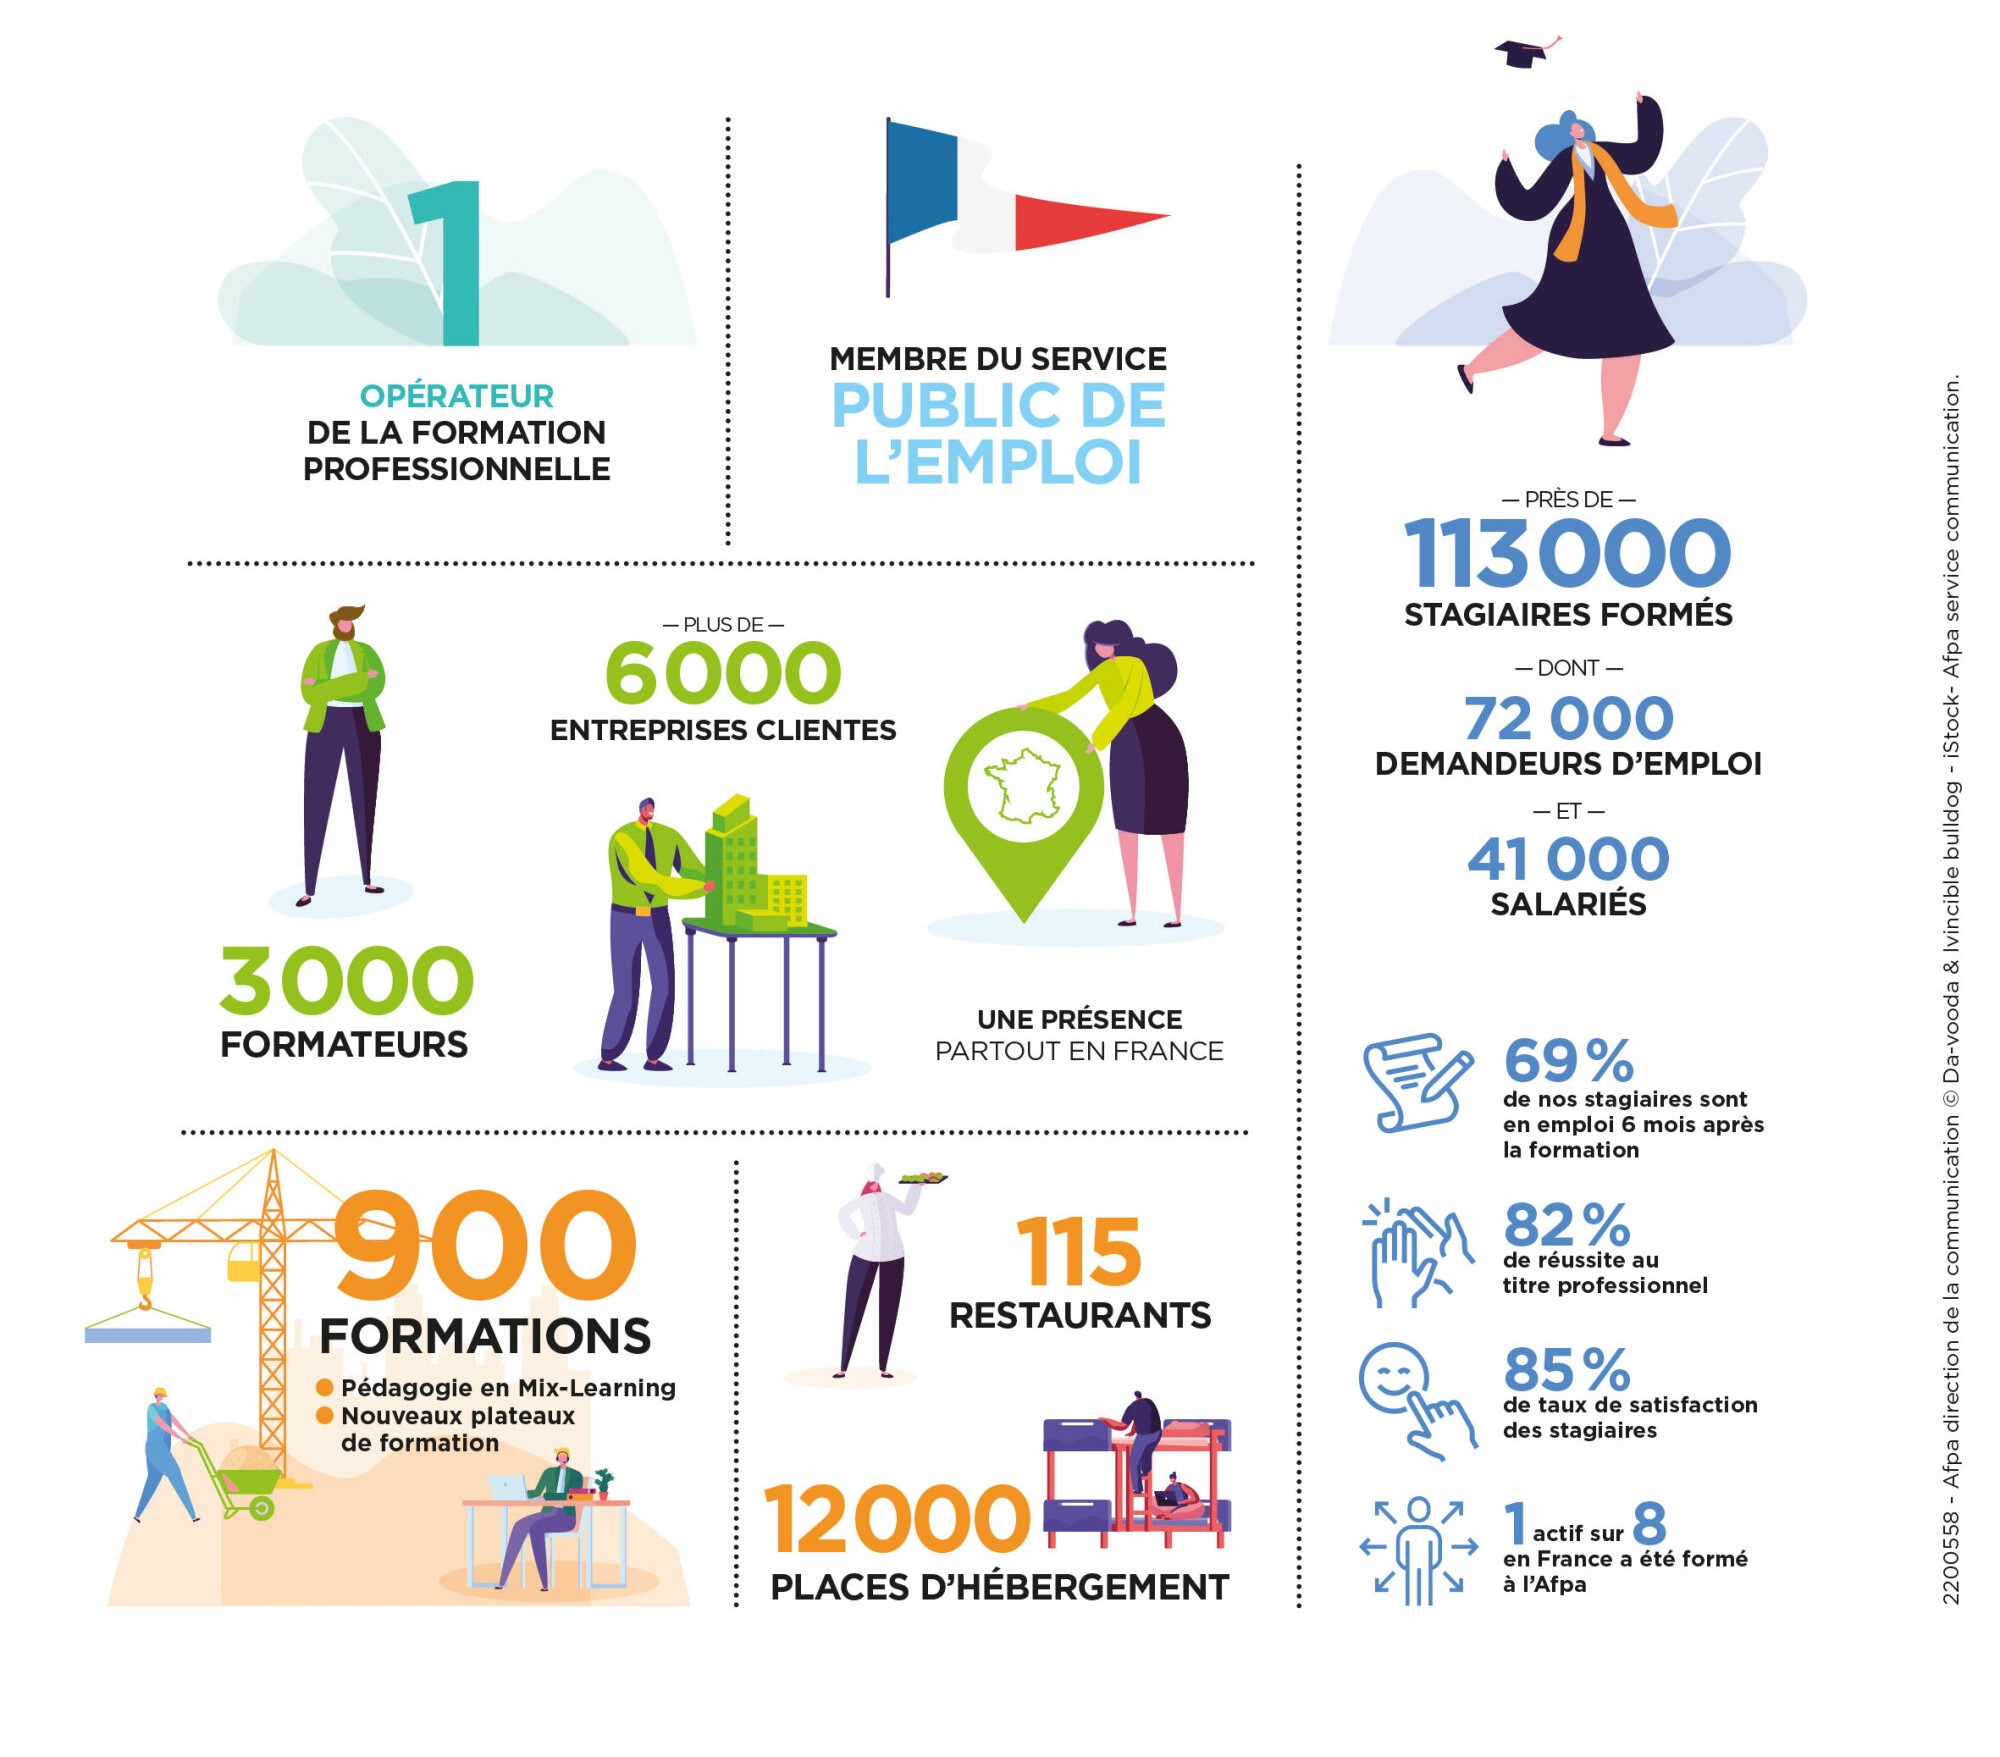 1
OPÉRATEUR
DE LA FORMATION
PROFESSIONNELLE
MEMBRE DU SERVICE
PUBLIC DE
L’EMPLOI
3000
FORMATEURS
— PLUS DE —
6000
ENTREPRISES CLIENTES
UNE PRÉSENCE
PARTOUT EN FRANCE
900
FORMATIONS
● Pédagogie en Mix-Learning
● Nouveaux plateaux
de formation
115
RESTAURANTS
12000
PLACES D’HÉBERGEMENT
— PRÈS DE —
113000
STAGIAIRES FORMÉS
— DONT —
72 000
DEMANDEURS D’EMPLOI
— ET —
41 000
SALARIÉS
69%
de nos stagiaires sont
en emploi 6 mois après
la formation
82%
de réussite au
titre professionnel
85%
de taux de satisfaction
des stagiaires
1 actif sur 8
en France a été formé
à l’Afpa
2200558 - Afpa direction de la communication © Da-vooda & Ivincible bulldog - iStock- Afpa service communication.